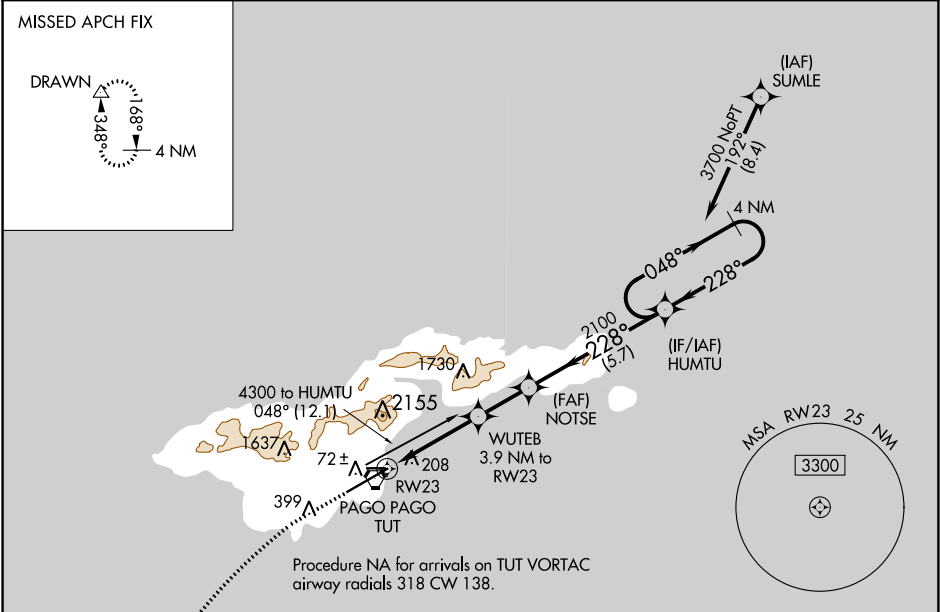 MISSED APCH FIX
DRAWN
348°
168°
4 NM
(IAF)
SUMLE
3700 NoPT
192°
(8.4)
4 NM
048°
228°
(IF/IAF)
HUMTU
2100
228°
(5.7)
1730
4300 to HUMTU
048° (12.1)
2155
(FAF)
NOTSE
WUTEB
3.9 NM to
RW23
1637
72±
208
RW23
399
PAGO PAGO
TUT
MSA RW23 25 NM
3300
Procedure NA for arrivals on TUT VORTAC
airway radials 318 CW 138.